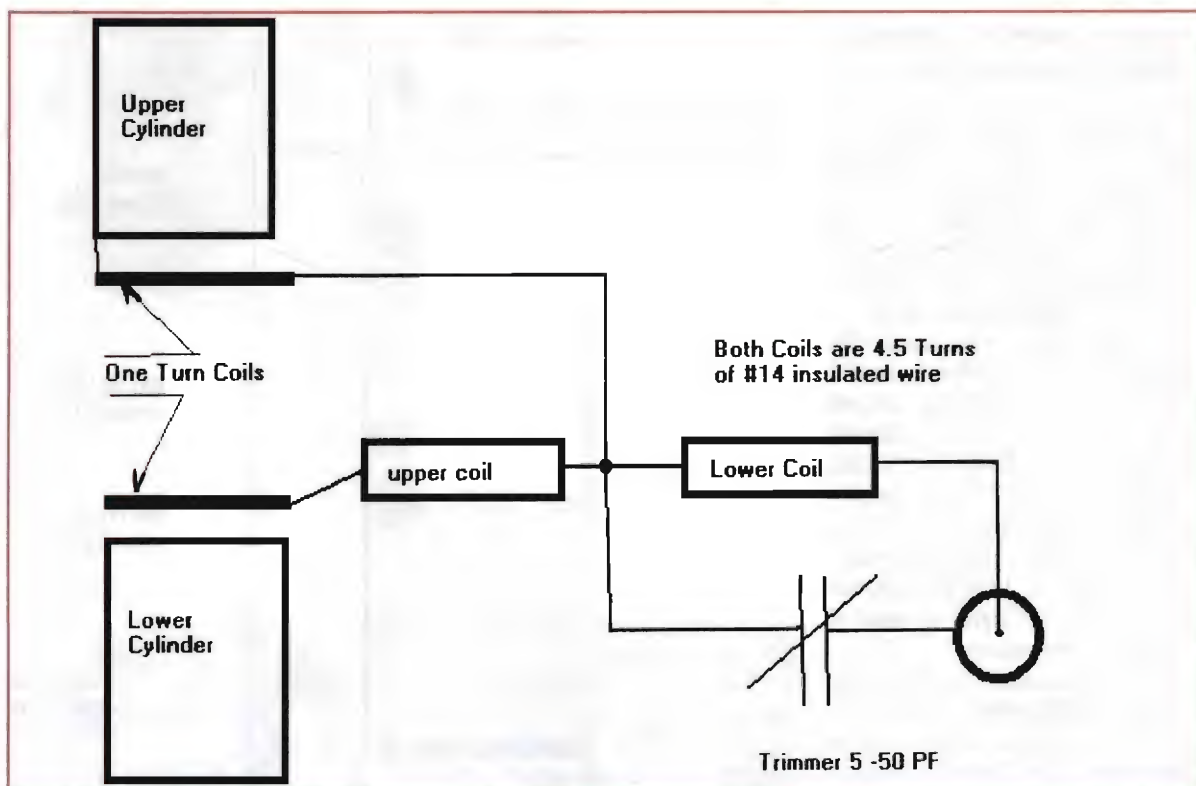 Upper
Cylinder
One Turn Coils
Both Coils are 4.5 Turns
of #14 insulated wire
upper coil
Lower Coil
Lower
Cylinder
Trimmer 5 -50 PF